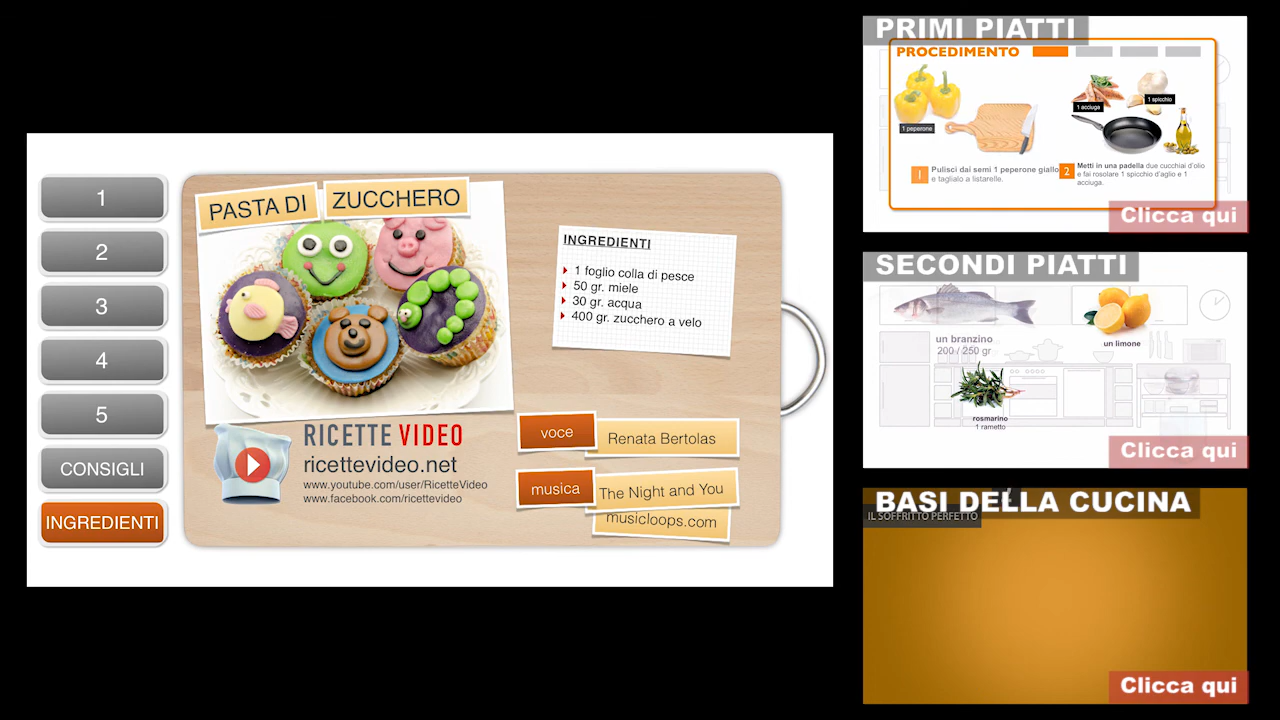 1
2
3
4
5
CONSIGLI
INGREDIENTI
PASTA DI ZUCCHERO
INGREDIENTI
1 foglio colla di pesce
50 gr. miele
30 gr. acqua
400 gr. zucchero a velo
RICETTE VIDEO
ricettevideo.net
www.youtube.com/user/RicetteVideo
www.facebook.com/ricettevideo
voce Renata Bertolas
musica The Night and You
musicloops.com
PRIMI PIATTI
PROCEDIMENTO
1 peperone
1 acciuga
1 spicchio
1 Pulisci dai semi 1 peperone giallo
e taglialo a listarelle.
2 Metti in una padella due cucchiai d'olio
e fai rosolare 1 spicchio d'aglio e 1
acciuga.
Clicca qui
SECONDI PIATTI
un branzino
200 / 250 gr
un limone
rosmarino
1 rametto
Clicca qui
BASI DELLA CUCINA
IL SOFFRITTO PERFETTO
Clicca qui